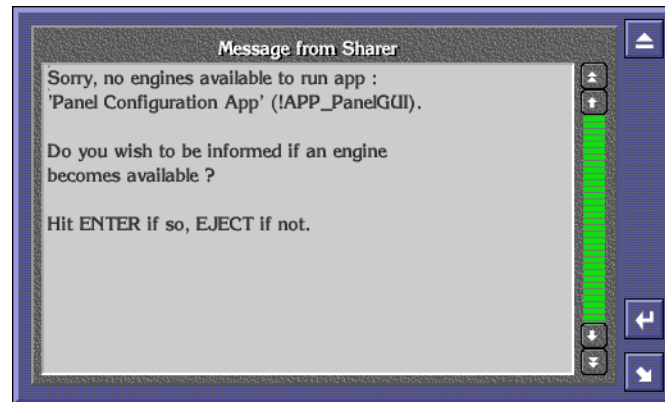 Message from Sharer
Sorry, no engines available to run app :
'Panel Configuration App' (!APP_PanelGUI).
Do you wish to be informed if an engine
becomes available ?
Hit ENTER if so, EJECT if not.